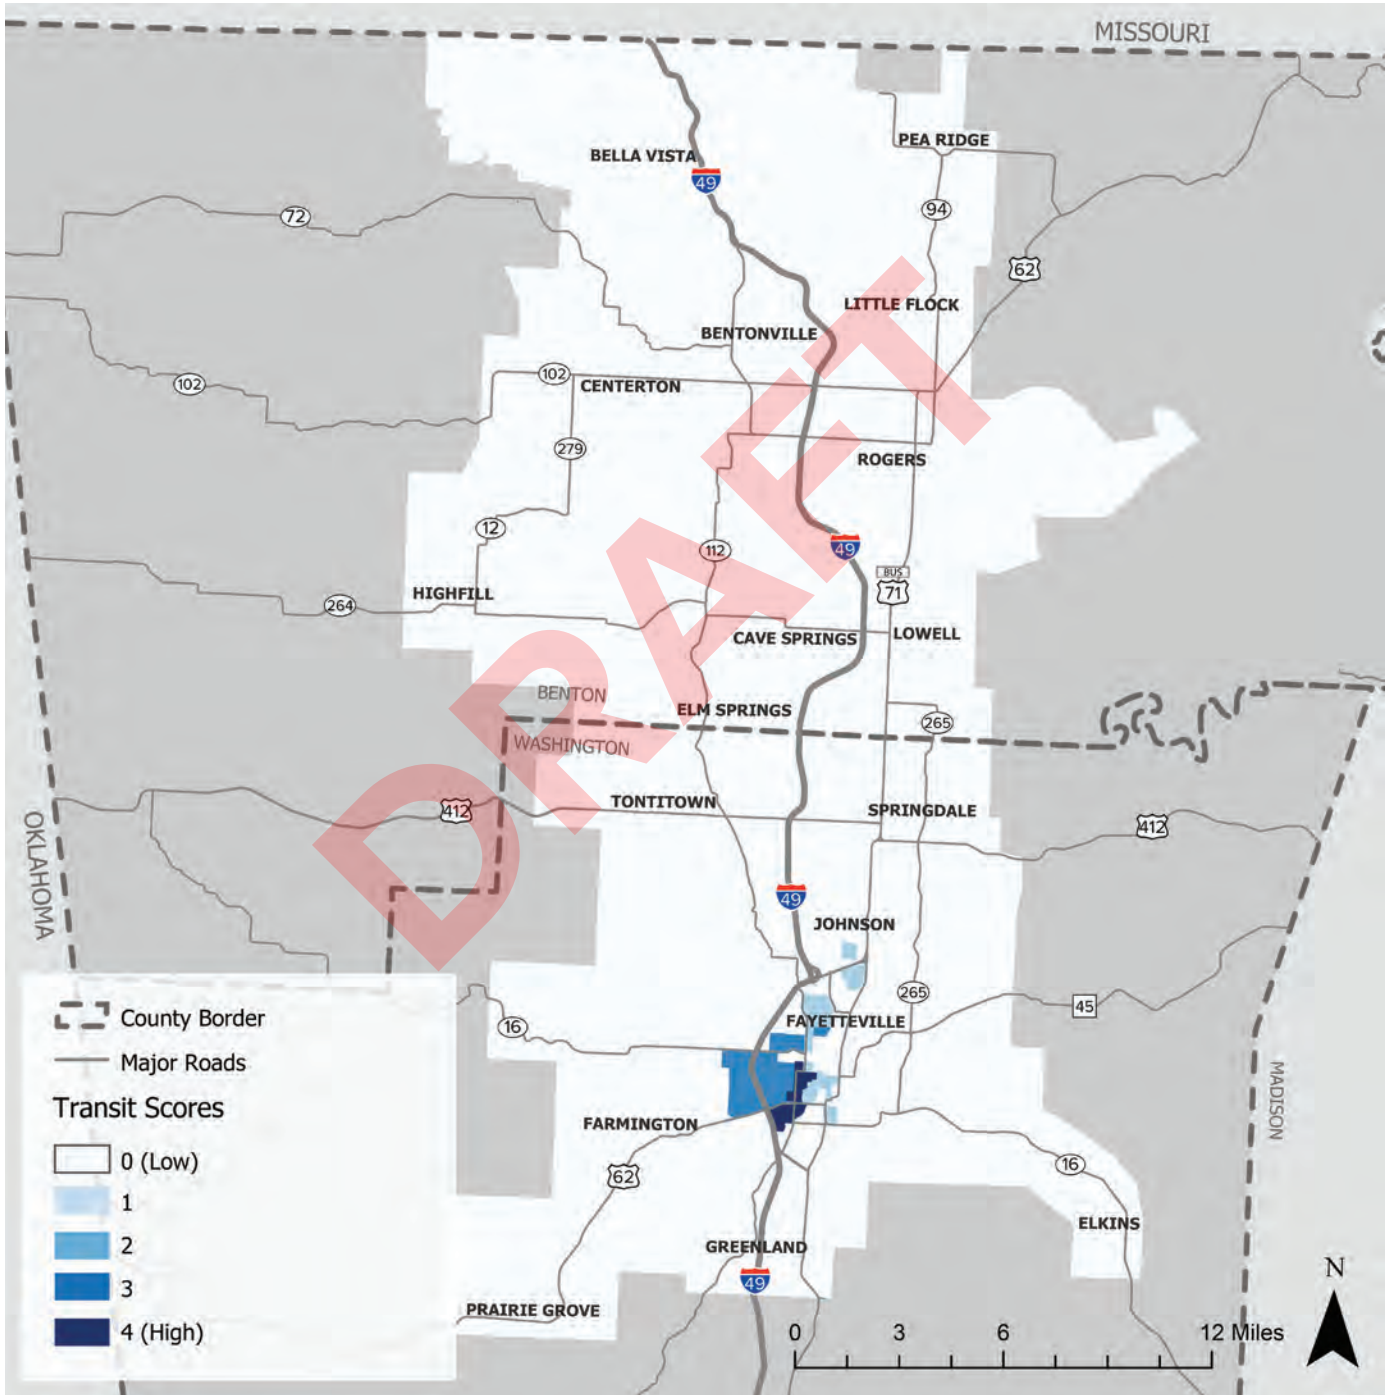 MISSOURI
PEA RIDGE
BELLA VISTA
49
94
72
62
LITTLE FLOCK
BENTONVILLE
102
102
CENTERTON
279
ROGERS
12
112
49
BUS
71
HIGHFILL
264
LOWELL
CAVE SPRINGS
BENTON
ELM SPRINGS
265
WASHINGTON
DRAFT
TONTITOWN
SPRINGDALE
412
412
OKLAHOMA
49
JOHNSON
265
45
16
FAYETTEVILLE
MADISON
FARMINGTON
62
16
ELKINS
GREENLAND
49
PRAIRIE GROVE
County Border
Major Roads
Transit Scores
0 (Low)
1
2
3
4 (High)
N
0 3 6 12 Miles